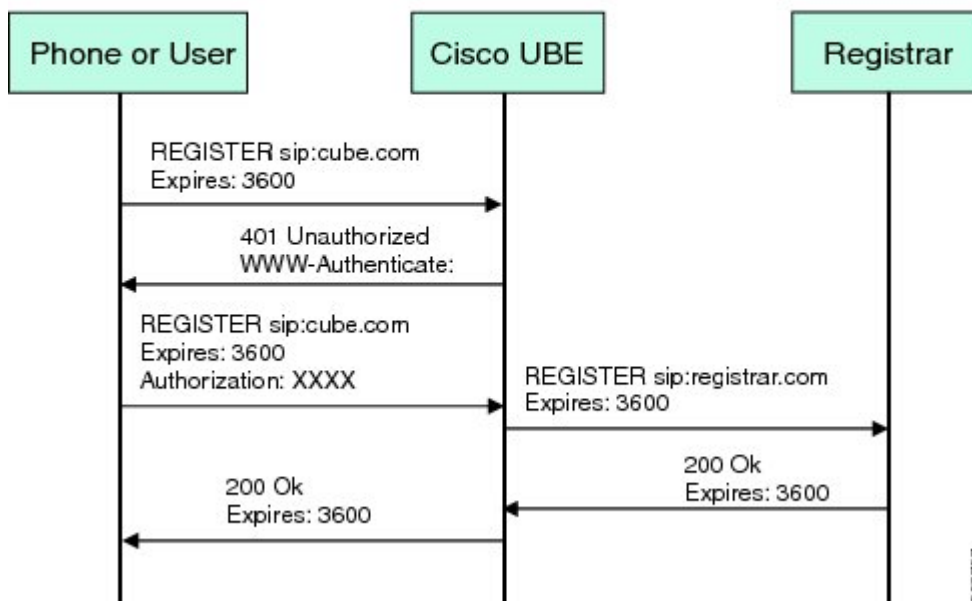 Phone or User
Cisco UBE
Registrar
REGISTER sip:cube.com
Expires: 3600
401 Unauthorized
WWW-Authenticate:
REGISTER sip:cube.com
Expires: 3600
Authorization: XXXX
REGISTER sip:registrar.com
Expires: 3600
200 Ok
Expires: 3600
200 Ok
Expires: 3600